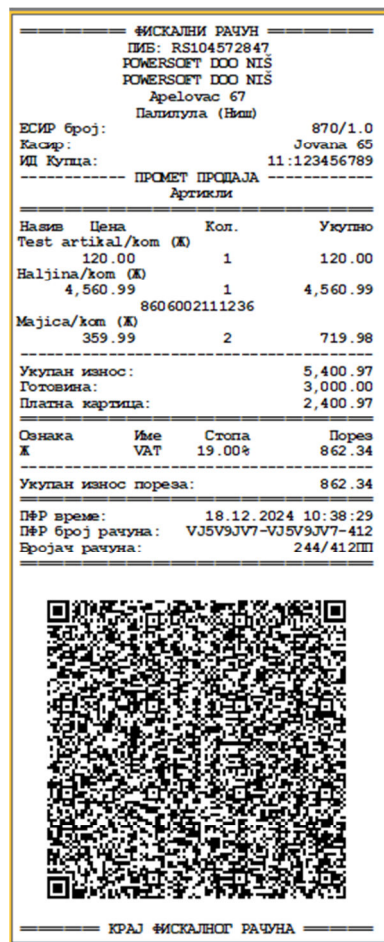 ============ ФИСКАЛНИ РАЧУН ============
ПИБ: RS104572847
POWERSOFT DOO NIŠ
POWERSOFT DOO NIŠ
Apelovac 67
Палилула (Ниш)
ЕСИР број: 870/1.0
Касир: Jovana 65
ИД Купца: 11:123456789
------------ ПРОМЕТ ПРОДАЈА ------------
Артикли
========================================
Назив Цена Кол. Укупно
Test artikal/kom (Ж)
120.00 1 120.00
Haljina/kom (Ж)
4,560.99 1 4,560.99
8606002111236
Majica/kom (Ж)
359.99 2 719.98
----------------------------------------
Укупан износ: 5,400.97
Готовина: 3,000.00
Платна картица: 2,400.97
========================================
Ознака Име Стопа Порез
Ж VAT 19.00% 862.34
----------------------------------------
Укупан износ пореза: 862.34
========================================
ПФР време: 18.12.2024 10:38:29
ПФР број рачуна: VJ5V9JV7-VJ5V9JV7-412
Бројач рачуна: 244/412ПП
========================================
======== КРАЈ ФИСКАЛНОГ РАЧУНА ========